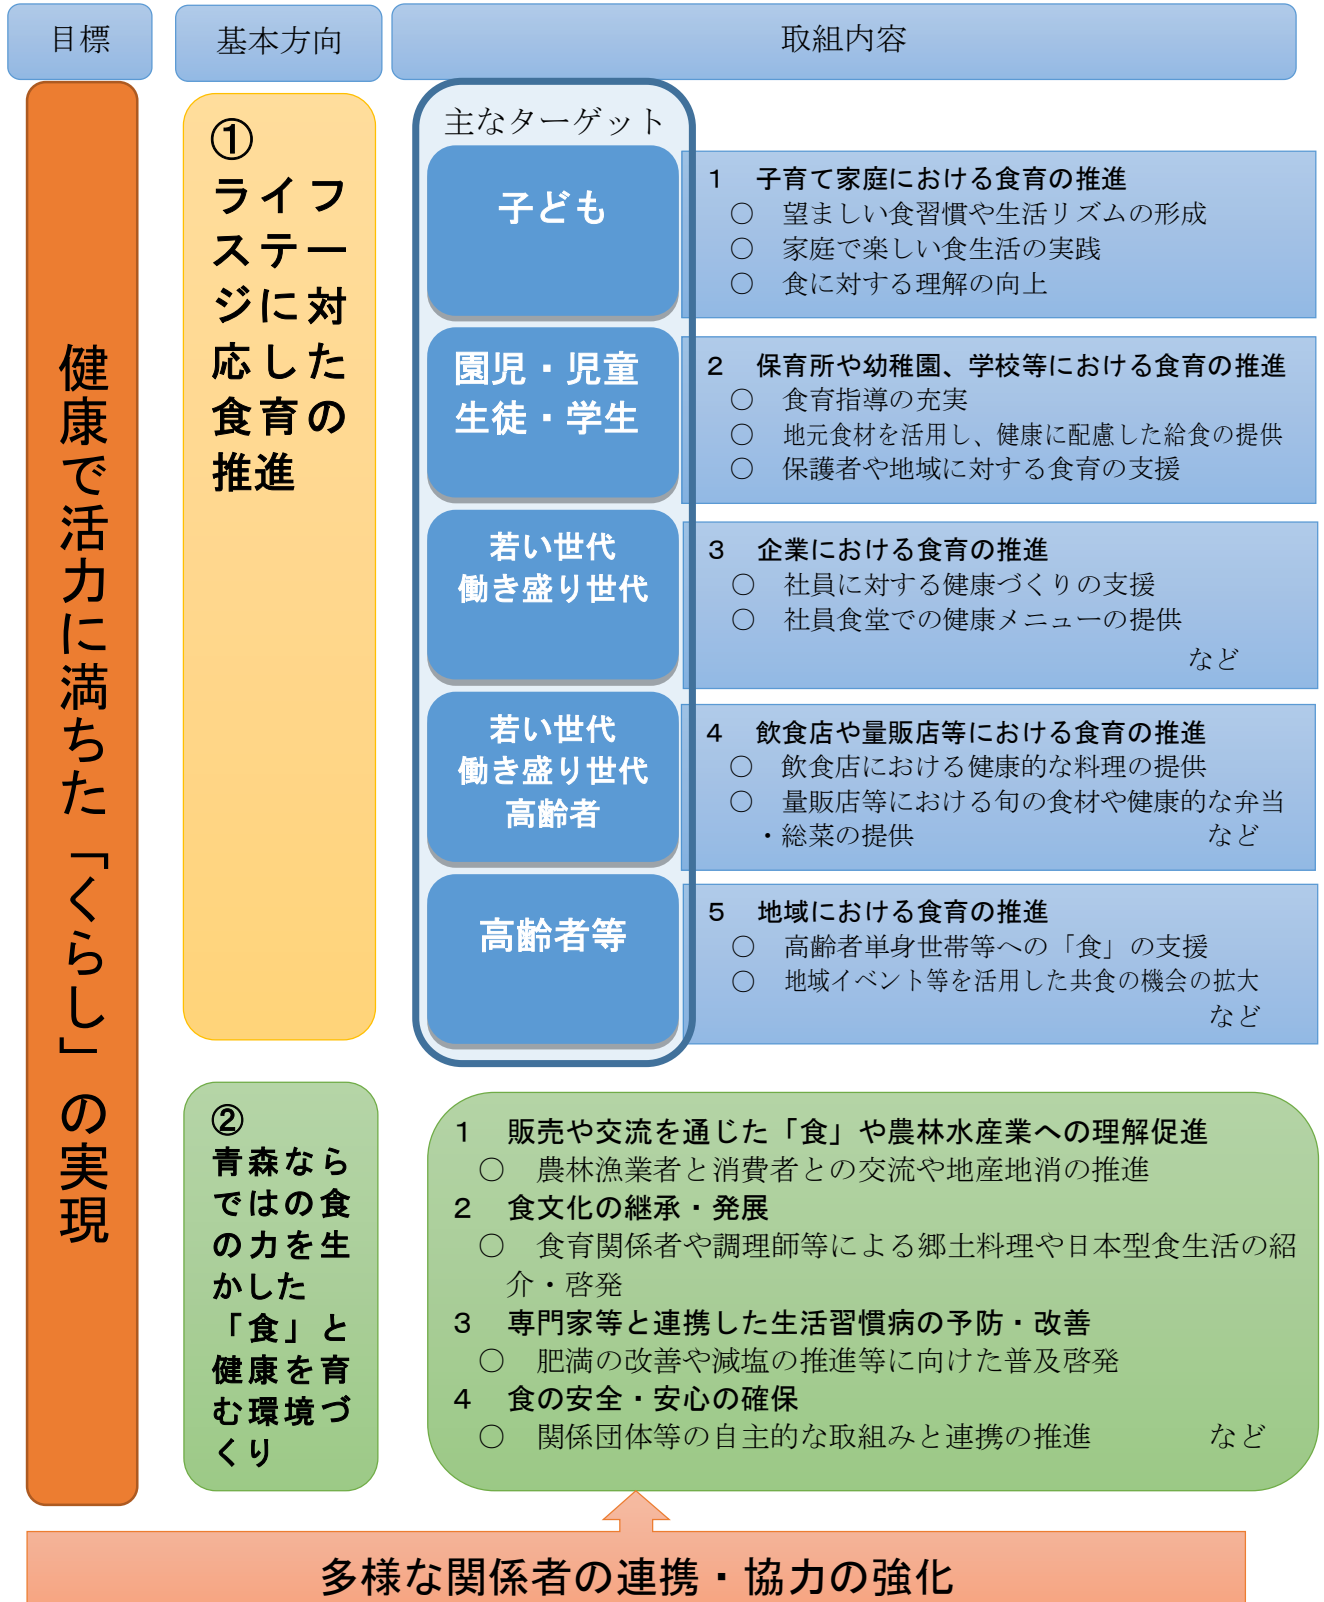 目標
基本方向
取組内容
健康で活力に満ちた「くらし」の実現
①
ライフ
ステー
ジに対
応した
食育の
推進
主なターゲット
子ども
1　子育て家庭における食育の推進
○　望ましい食習慣や生活リズムの形成
○　家庭で楽しい食生活の実践
○　食に対する理解の向上
園児・児童
生徒・学生
2　保育所や幼稚園、学校等における食育の推進
○　食育指導の充実
○　地元食材を活用し、健康に配慮した給食の提供
○　保護者や地域に対する食育の支援
若い世代
働き盛り世代
3　企業における食育の推進
○　社員に対する健康づくりの支援
○　社員食堂での健康メニューの提供
など
若い世代
働き盛り世代
高齢者
4　飲食店や量販店等における食育の推進
○　飲食店における健康的な料理の提供
○　量販店等における旬の食材や健康的な弁当
・総菜の提供　など
高齢者等
5　地域における食育の推進
○　高齢者単身世帯等への「食」の支援
○　地域イベント等を活用した共食の機会の拡大
など
②
青森なら
ではの食
の力を生
かした
「食」と
健康を育
む環境づ
くり
1　販売や交流を通じた「食」や農林水産業への理解促進
○　農林漁業者と消費者との交流や地産地消の推進
2　食文化の継承・発展
○　食育関係者や調理師等による郷土料理や日本型食生活の紹
介・啓発
3　専門家等と連携した生活習慣病の予防・改善
○　肥満の改善や減塩の推進等に向けた普及啓発
4　食の安全・安心の確保
○　関係団体等の自主的な取組みと連携の推進　など
多様な関係者の連携・協力の強化